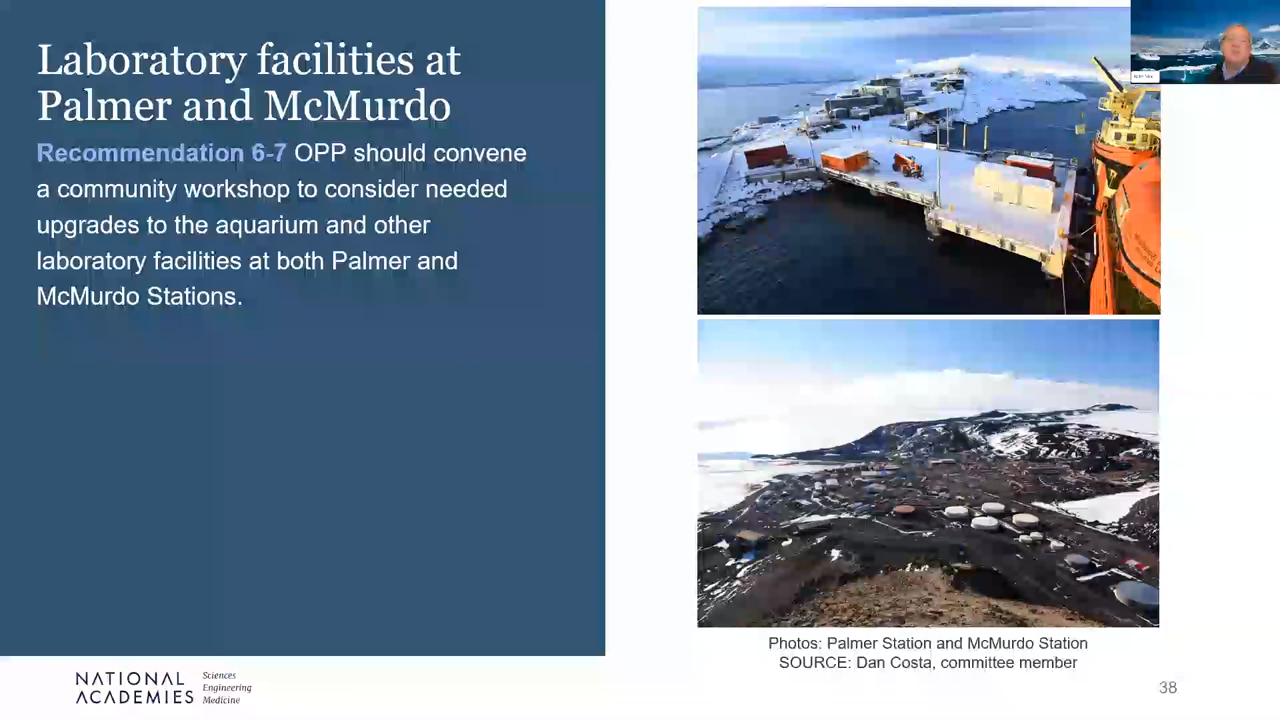 Laboratory facilities at
Palmer and McMurdo
Recommendation 6-7 OPP should convene
a community workshop to consider needed
upgrades to the aquarium and other
laboratory facilities at both Palmer and
McMurdo Stations.
Photos: Palmer Station and McMurdo Station
SOURCE: Dan Costa, committee member
NATIONAL
ACADEMIES
Sciences
Engineering
Medicine
38